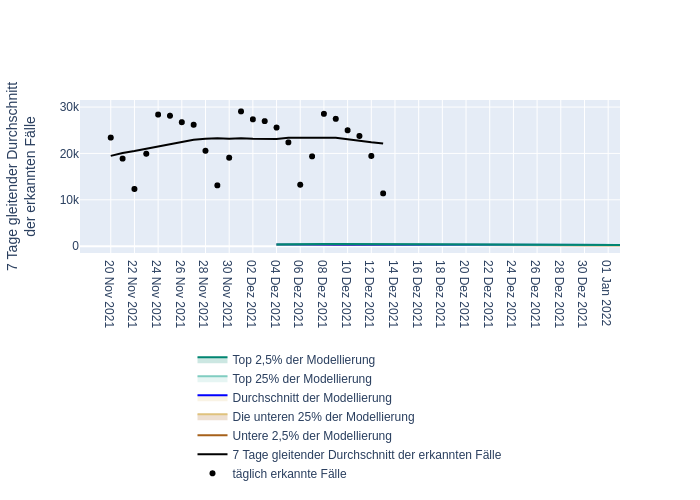 7 Tage gleitender Durchschnitt
der erkannten Fälle
30k
20k
10k
0
20 Nov 2021
22 Nov 2021
24 Nov 2021
26 Nov 2021
28 Nov 2021
30 Nov 2021
02 Dez 2021
04 Dez 2021
06 Dez 2021
08 Dez 2021
10 Dez 2021
12 Dez 2021
14 Dez 2021
16 Dez 2021
18 Dez 2021
20 Dez 2021
22 Dez 2021
24 Dez 2021
26 Dez 2021
28 Dez 2021
30 Dez 2021
01 Jan 2022
Top 2,5% der Modellierung
Top 25% der Modellierung
Durchschnitt der Modellierung
Die unteren 25% der Modellierung
Untere 2,5% der Modellierung
7 Tage gleitender Durchschnitt der erkannten Fälle
täglich erkannte Fälle